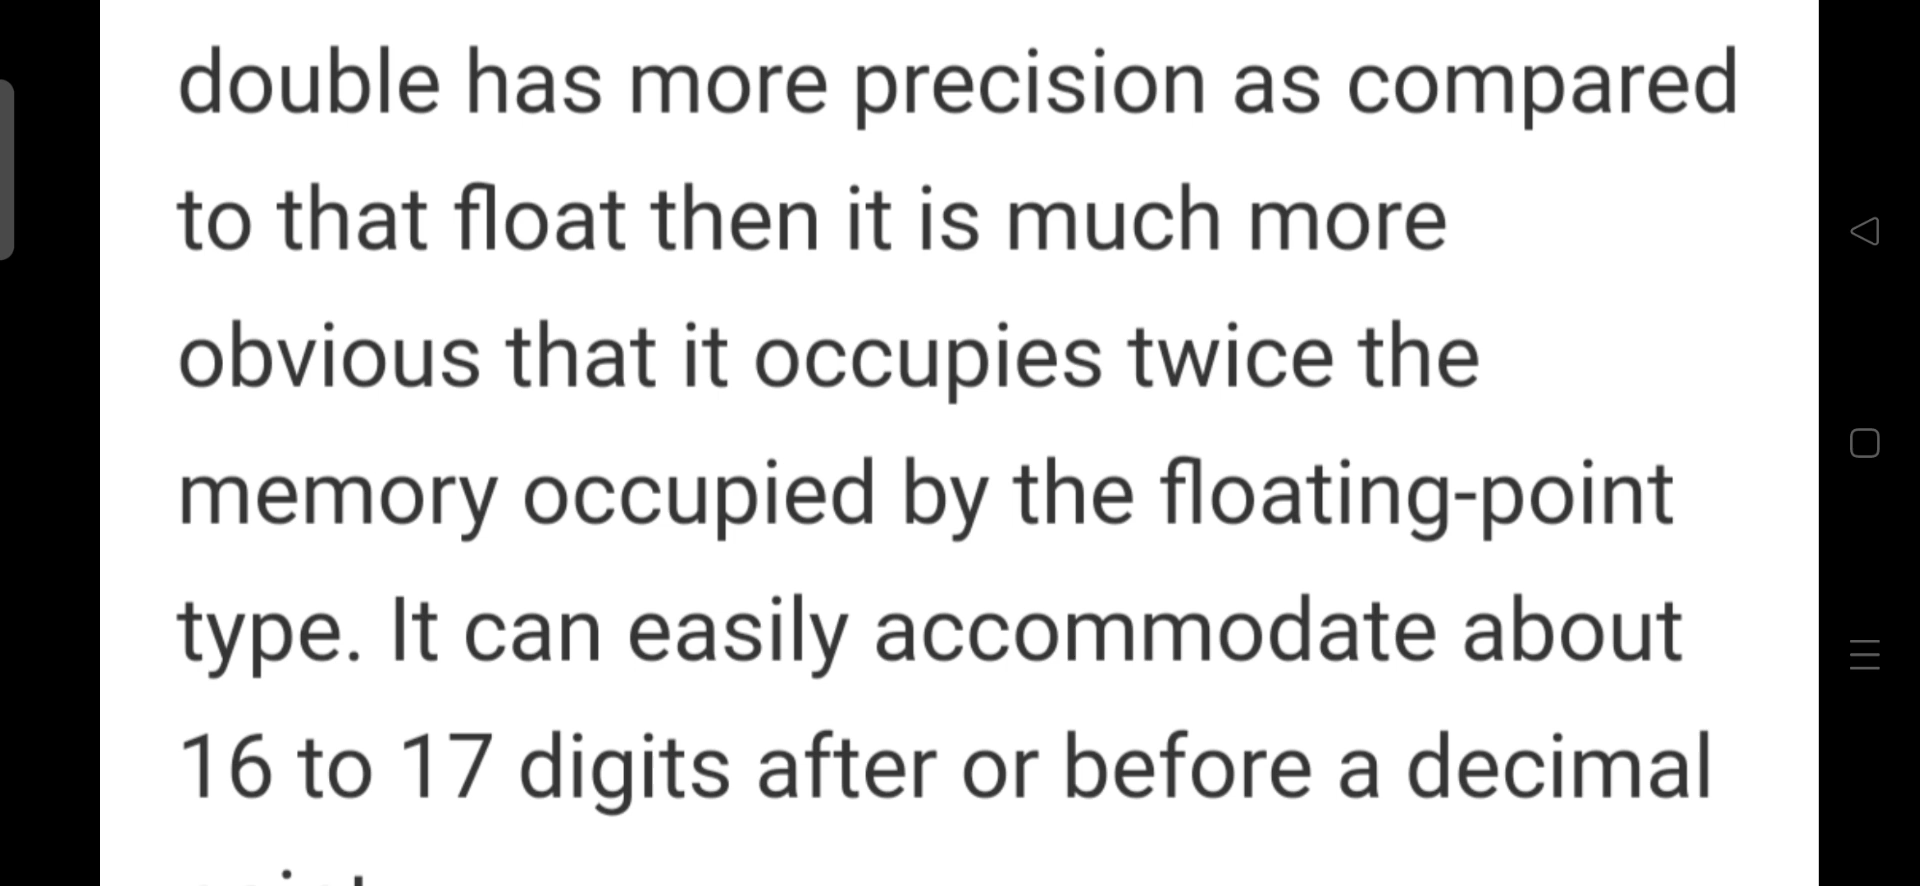 double has more precision as compared
to that float then it is much more
obvious that it occupies twice the
memory occupied by the floating-point
type. It can easily accommodate about
16 to 17 digits after or before a decimal